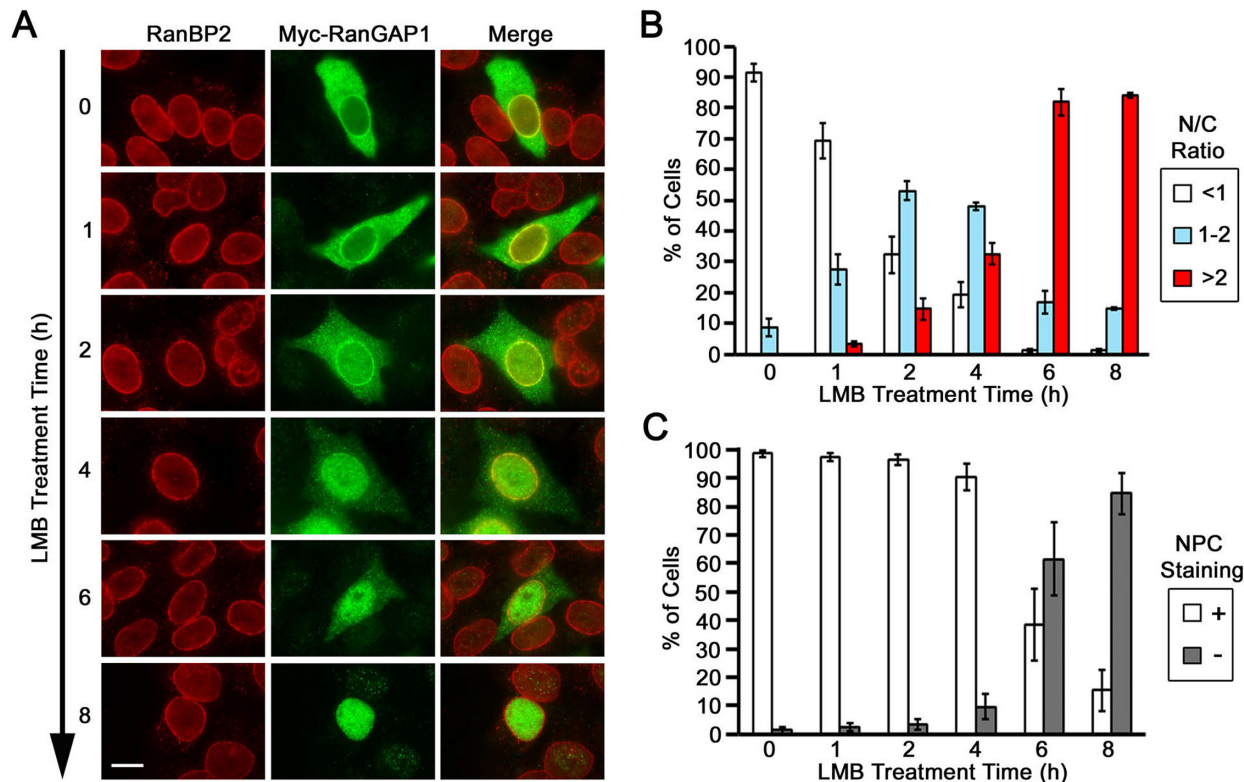 A
RanBP2
Myc-RanGAP1
Merge
LMB Treatment Time (h)
0
1
2
4
6
8
B
% of Cells
100
90
80
70
60
50
40
30
20
10
0
0 1 2 4 6 8
LMB Treatment Time (h)
N/C
Ratio
<1
1-2
>2
C
% of Cells
100
90
80
70
60
50
40
30
20
10
0
0 1 2 4 6 8
LMB Treatment Time (h)
NPC
Staining
+
-